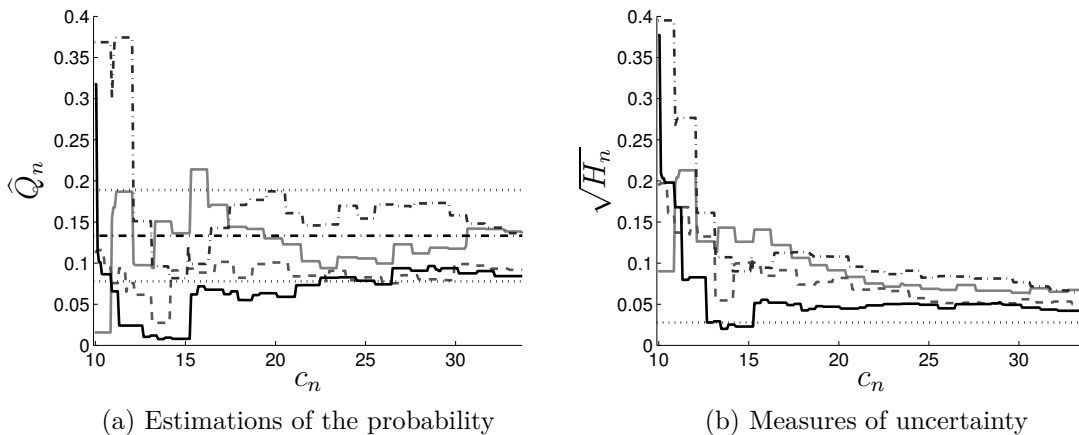 0.4
0.35
0.3
0.25
0.2
0.15
0.1
0.05
0
Q̂_n
10 15 20 25 30
c_n
(a) Estimations of the probability
0.4
0.35
0.3
0.25
0.2
0.15
0.1
0.05
0
√H_n
10 15 20 25 30
c_n
(b) Measures of uncertainty